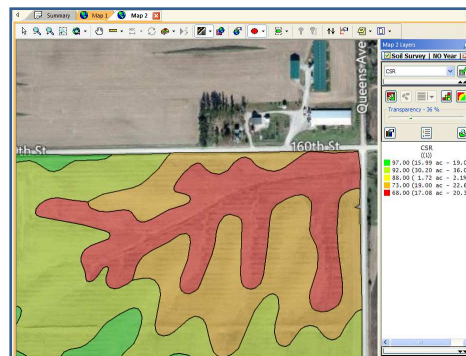 Summary
Map 1
Map 2
Map 2 Layers
Soil Survey | NO Year |
CSR
Transparency - 36 %
CSR
((1))
97.00 (15.99 ac - 19.0
92.00 (30.20 ac - 36.0
88.00 ( 1.72 ac - 2.19
73.00 (19.00 ac - 22.6
68.00 (17.08 ac - 20.3
Queens Ave
0th St
160th St